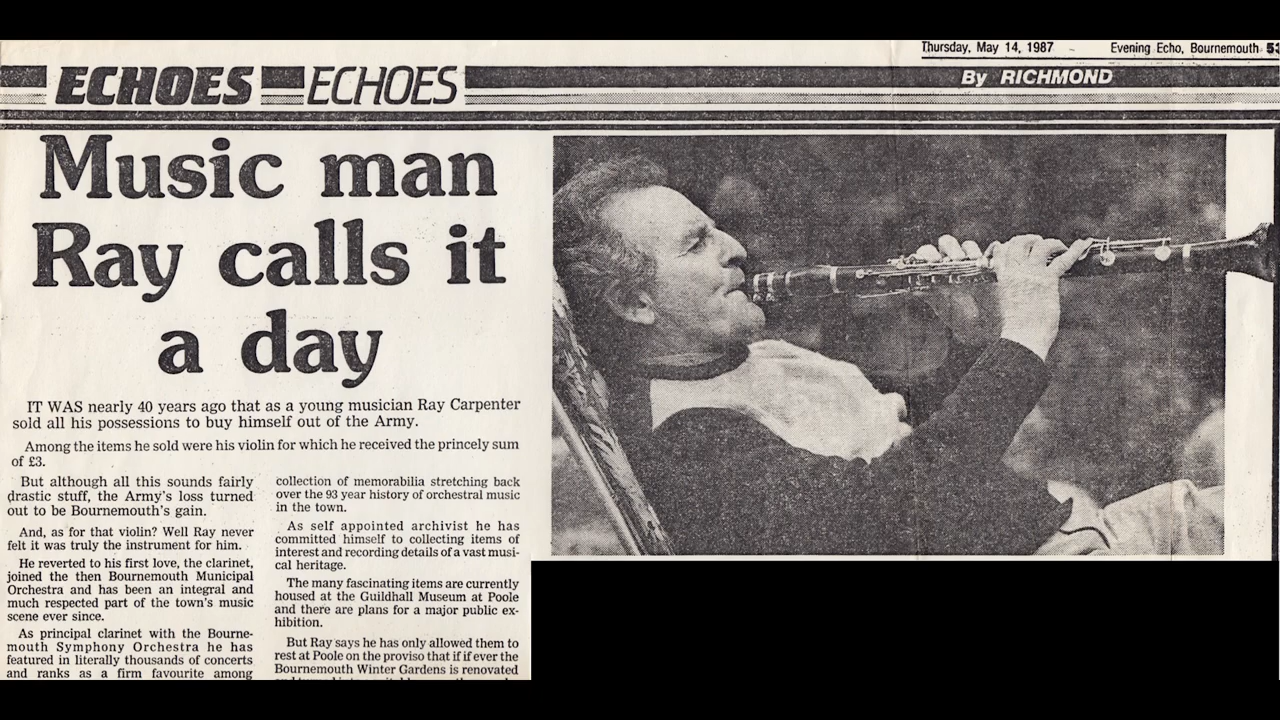 Thursday, May 14, 1987 Evening Echo, Bournemouth 53
ECHOES ECHOES By RICHMOND
Music man
Ray calls it
a day
IT WAS nearly 40 years ago that as a young musician Ray Carpenter
sold all his possessions to buy himself out of the Army.
Among the items he sold were his violin for which he received the princely sum
of £3.
But although all this sounds fairly
drastic stuff, the Army's loss turned
out to be Bournemouth's gain.
And, as for that violin? Well Ray never
felt it was truly the instrument for him.
He reverted to his first love, the clarinet,
joined the then Bournemouth Municipal
Orchestra and has been an integral and
much respected part of the town's music
scene ever since.
As principal clarinet with the Bourne-
mouth Symphony Orchestra he has
featured in literally thousands of concerts
and ranks as a firm favourite among
collection of memorabilia stretching back
over the 93 year history of orchestral music
in the town.
As self appointed archivist he has
committed himself to collecting items of
interest and recording details of a vast musi-
cal heritage.
The many fascinating items are currently
housed at the Guildhall Museum at Poole
and there are plans for a major public ex-
hibition.
But Ray says he has only allowed them to
rest at Poole on the proviso that if if ever the
Bournemouth Winter Gardens is renovated